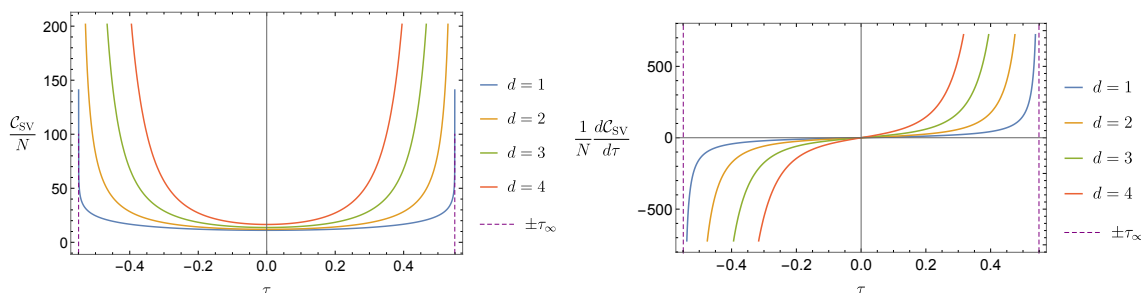 200
150
100
50
0
−0.4 −0.2 0.0 0.2 0.4
τ
𝒞_SV/N
d = 1
d = 2
d = 3
d = 4
±τ_∞
500
0
−500
−0.4 −0.2 0.0 0.2 0.4
τ
1/N d𝒞_SV/dτ
d = 1
d = 2
d = 3
d = 4
±τ_∞